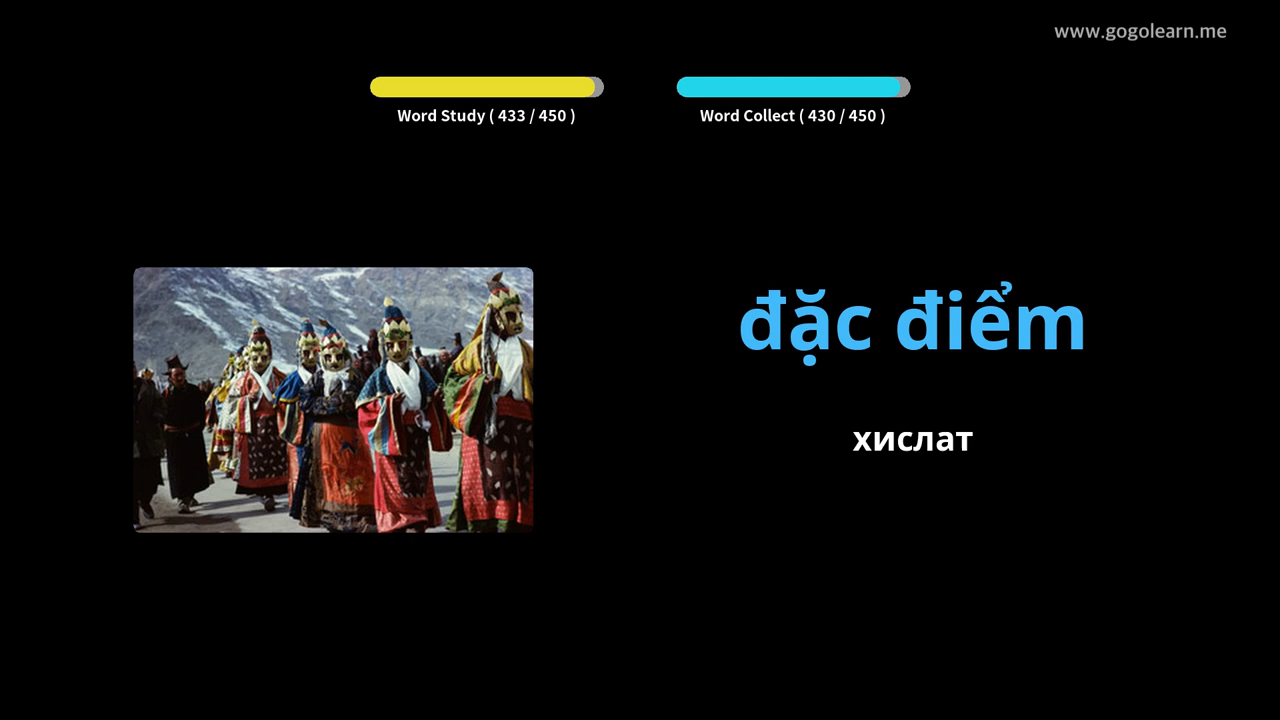 www.gogolearn.me
Word Study ( 433 / 450 )
Word Collect ( 430 / 450 )
đặc điểm
хислат